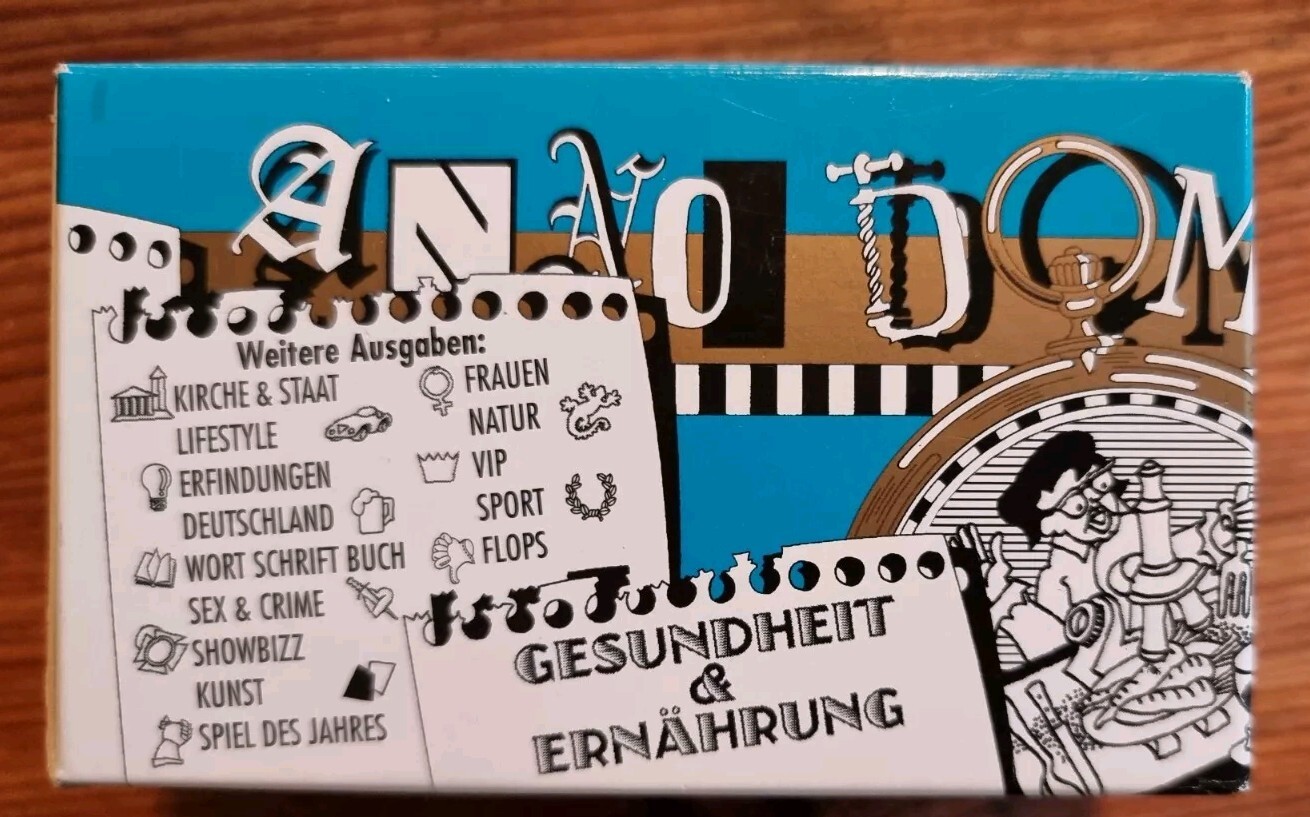 ANNO DOM
Weitere Ausgaben:
KIRCHE & STAAT
LIFESTYLE
ERFINDUNGEN
DEUTSCHLAND
WORT SCHRIFT BUCH
SEX & CRIME
SHOWBIZZ
KUNST
SPIEL DES JAHRES
FRAUEN
NATUR
VIP
SPORT
FLOPS
GESUNDHEIT
&
ERNÄHRUNG